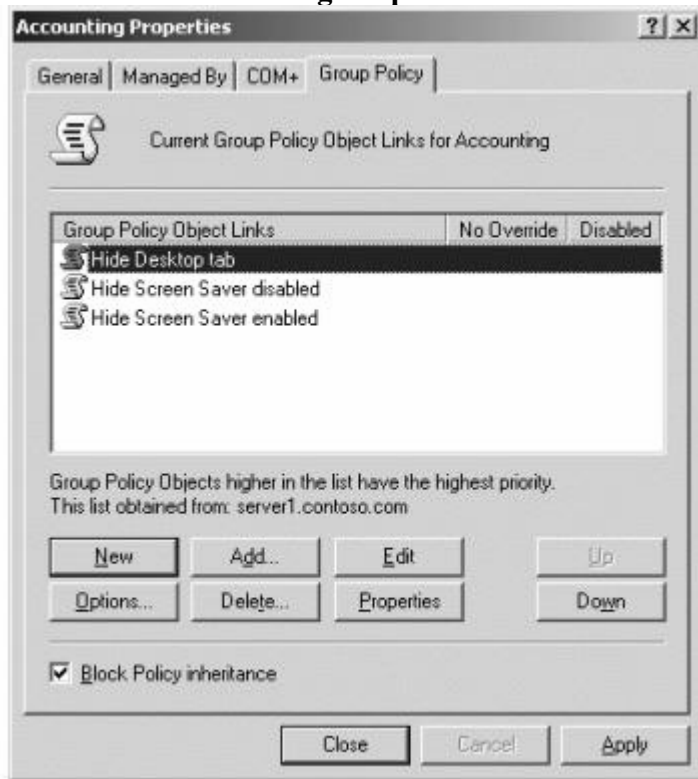 Accounting Properties
? X
General Managed By COM+ Group Policy
Current Group Policy Object Links for Accounting
Group Policy Object Links No Override Disabled
Hide Desktop tab
Hide Screen Saver disabled
Hide Screen Saver enabled
Group Policy Objects higher in the list have the highest priority.
This list obtained from: server1.contoso.com
New Add... Edit Up
Options... Delete... Properties Down
Block Policy inheritance
Close Cancel Apply